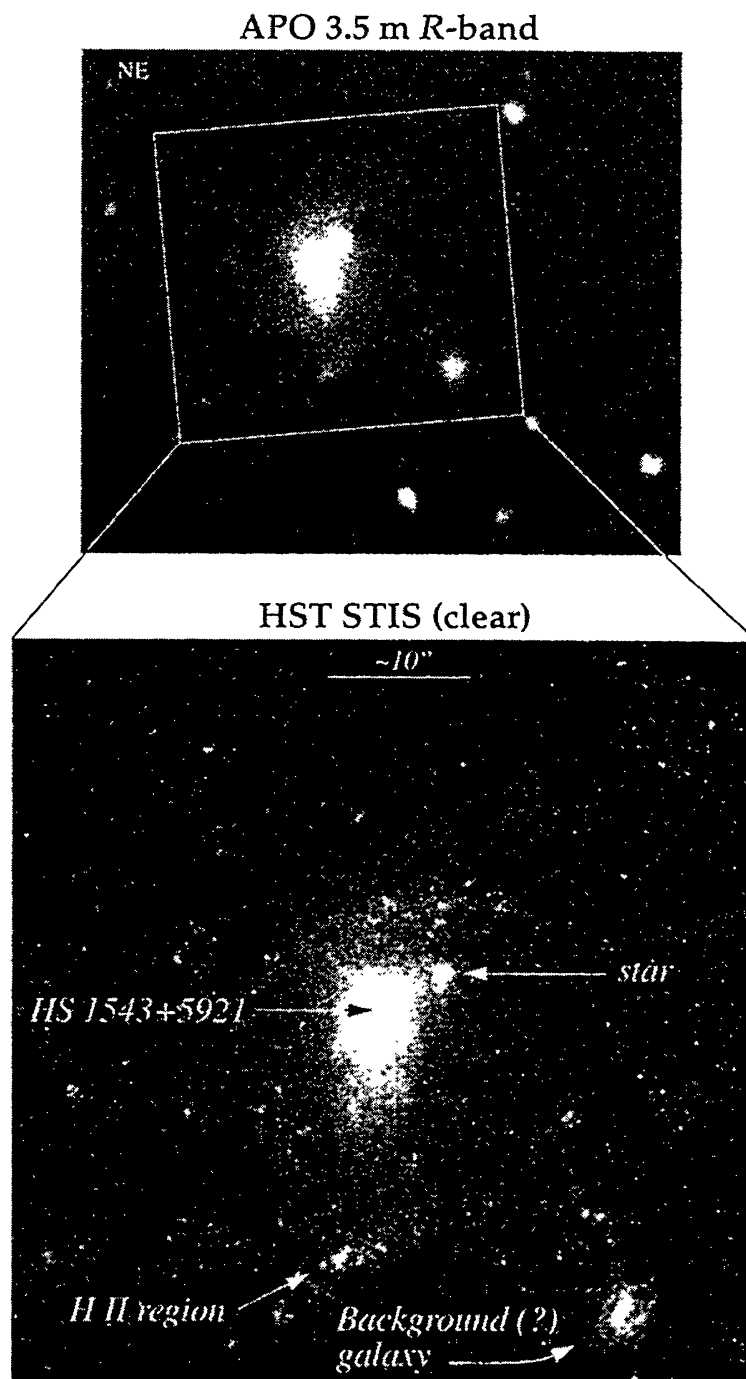 APO 3.5 m R-band
NE
HST STIS (clear)
~10"
star
HS 1543+5921
H II region
Background (?)
galaxy